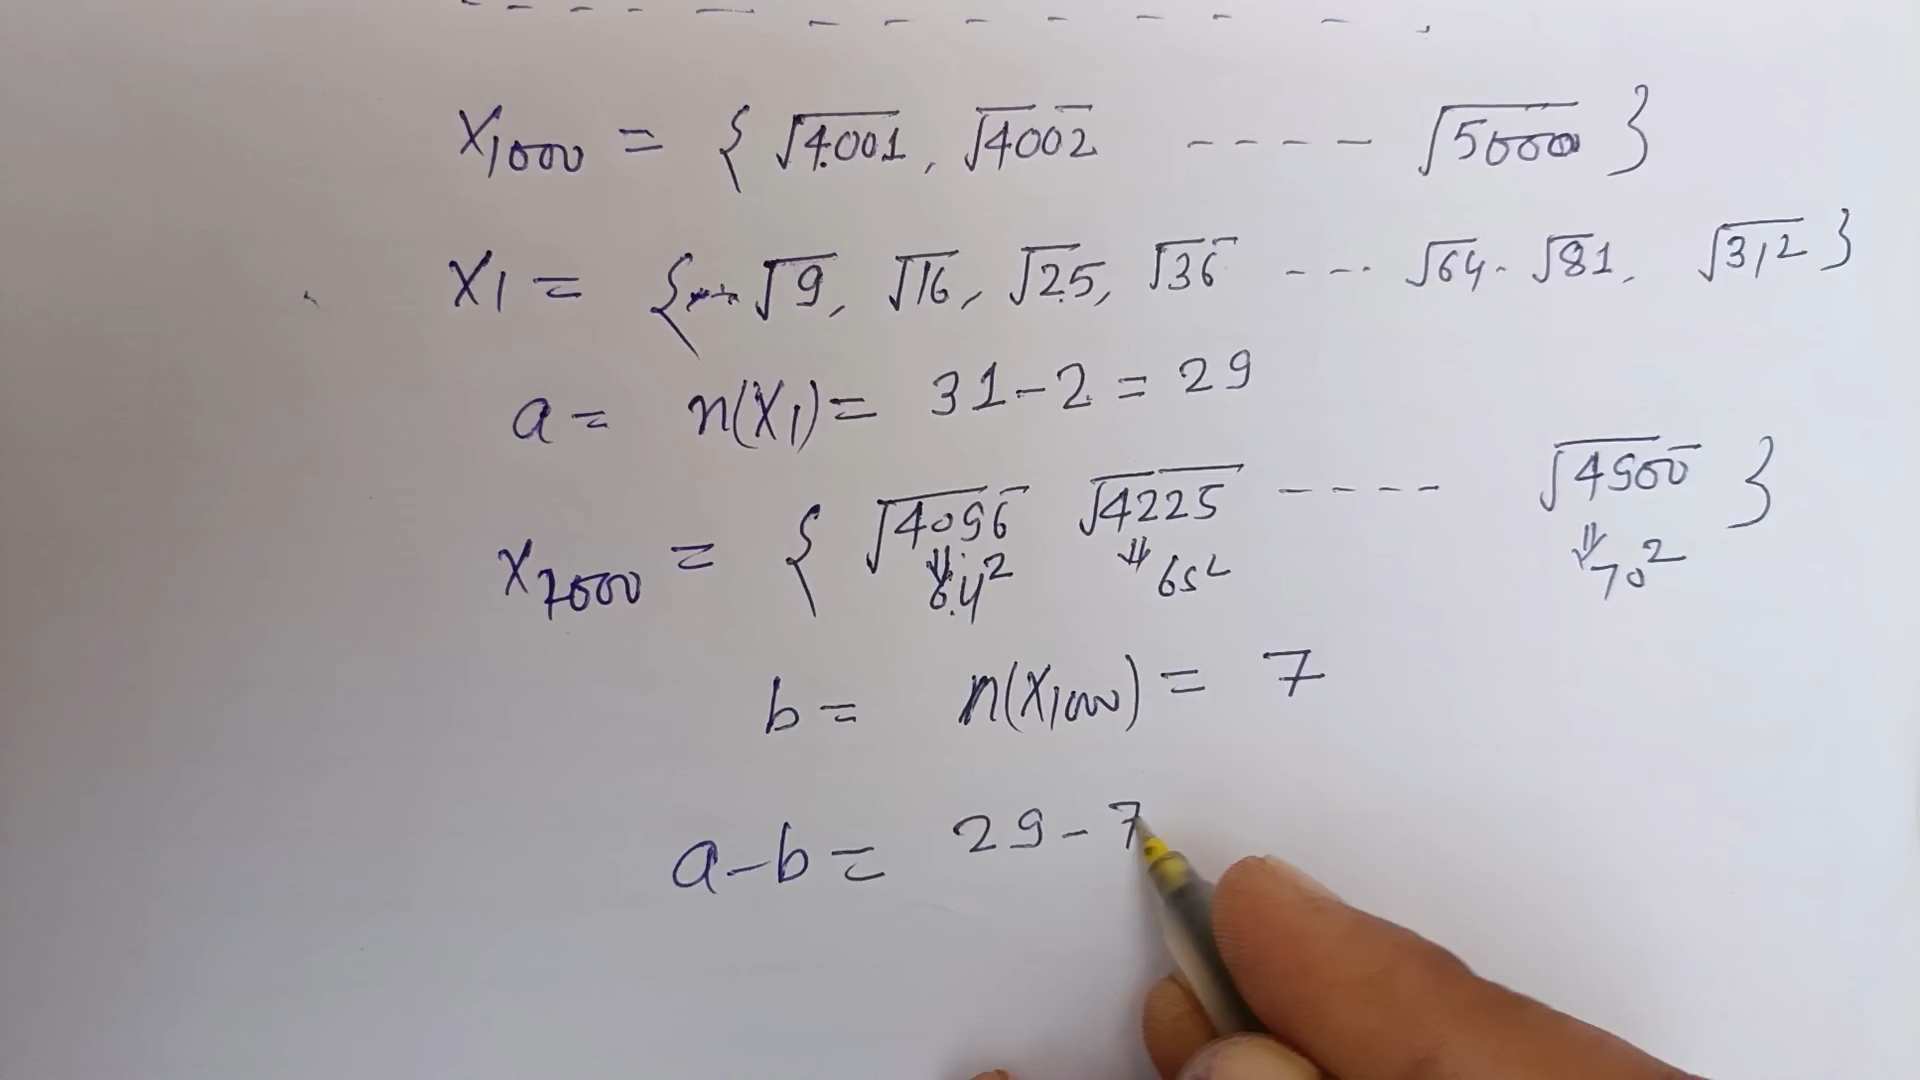 X₁₀₀₀ = { √4001, √4002 ---- √5000 }
X₁ = { √9, √16, √25, √36 --- √64. √81, √31² }
a = n(X₁) = 31-2 = 29
X₁₀₀₀ = { √4096 √4225 ---- √4900 }
⇓ 64² ⇓ 65² ⇓ 70²
b = n(X₁₀₀₀) = 7
a-b = 29-7